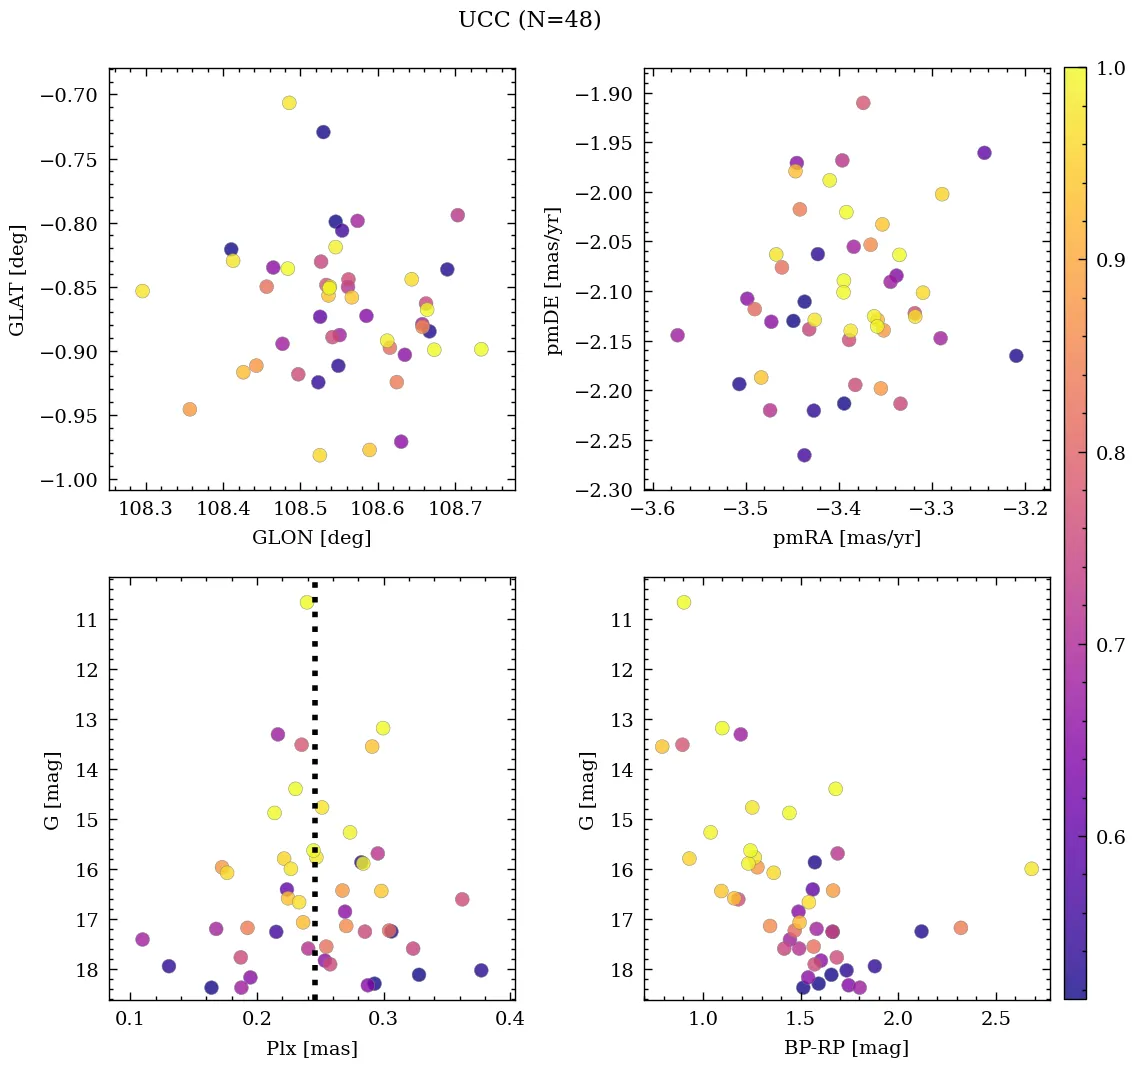 UCC (N=48)
−0.70
−0.75
−0.80
−0.85
−0.90
−0.95
−1.00
GLAT [deg]
108.3 108.4 108.5 108.6 108.7
GLON [deg]
−1.90
−1.95
−2.00
−2.05
−2.10
−2.15
−2.20
−2.25
−2.30
pmDE [mas/yr]
−3.6 −3.5 −3.4 −3.3 −3.2
pmRA [mas/yr]
1.0
0.9
0.8
0.7
0.6
11
12
13
14
15
16
17
18
G [mag]
0.1 0.2 0.3 0.4
Plx [mas]
11
12
13
14
15
16
17
18
G [mag]
1.0 1.5 2.0 2.5
BP-RP [mag]